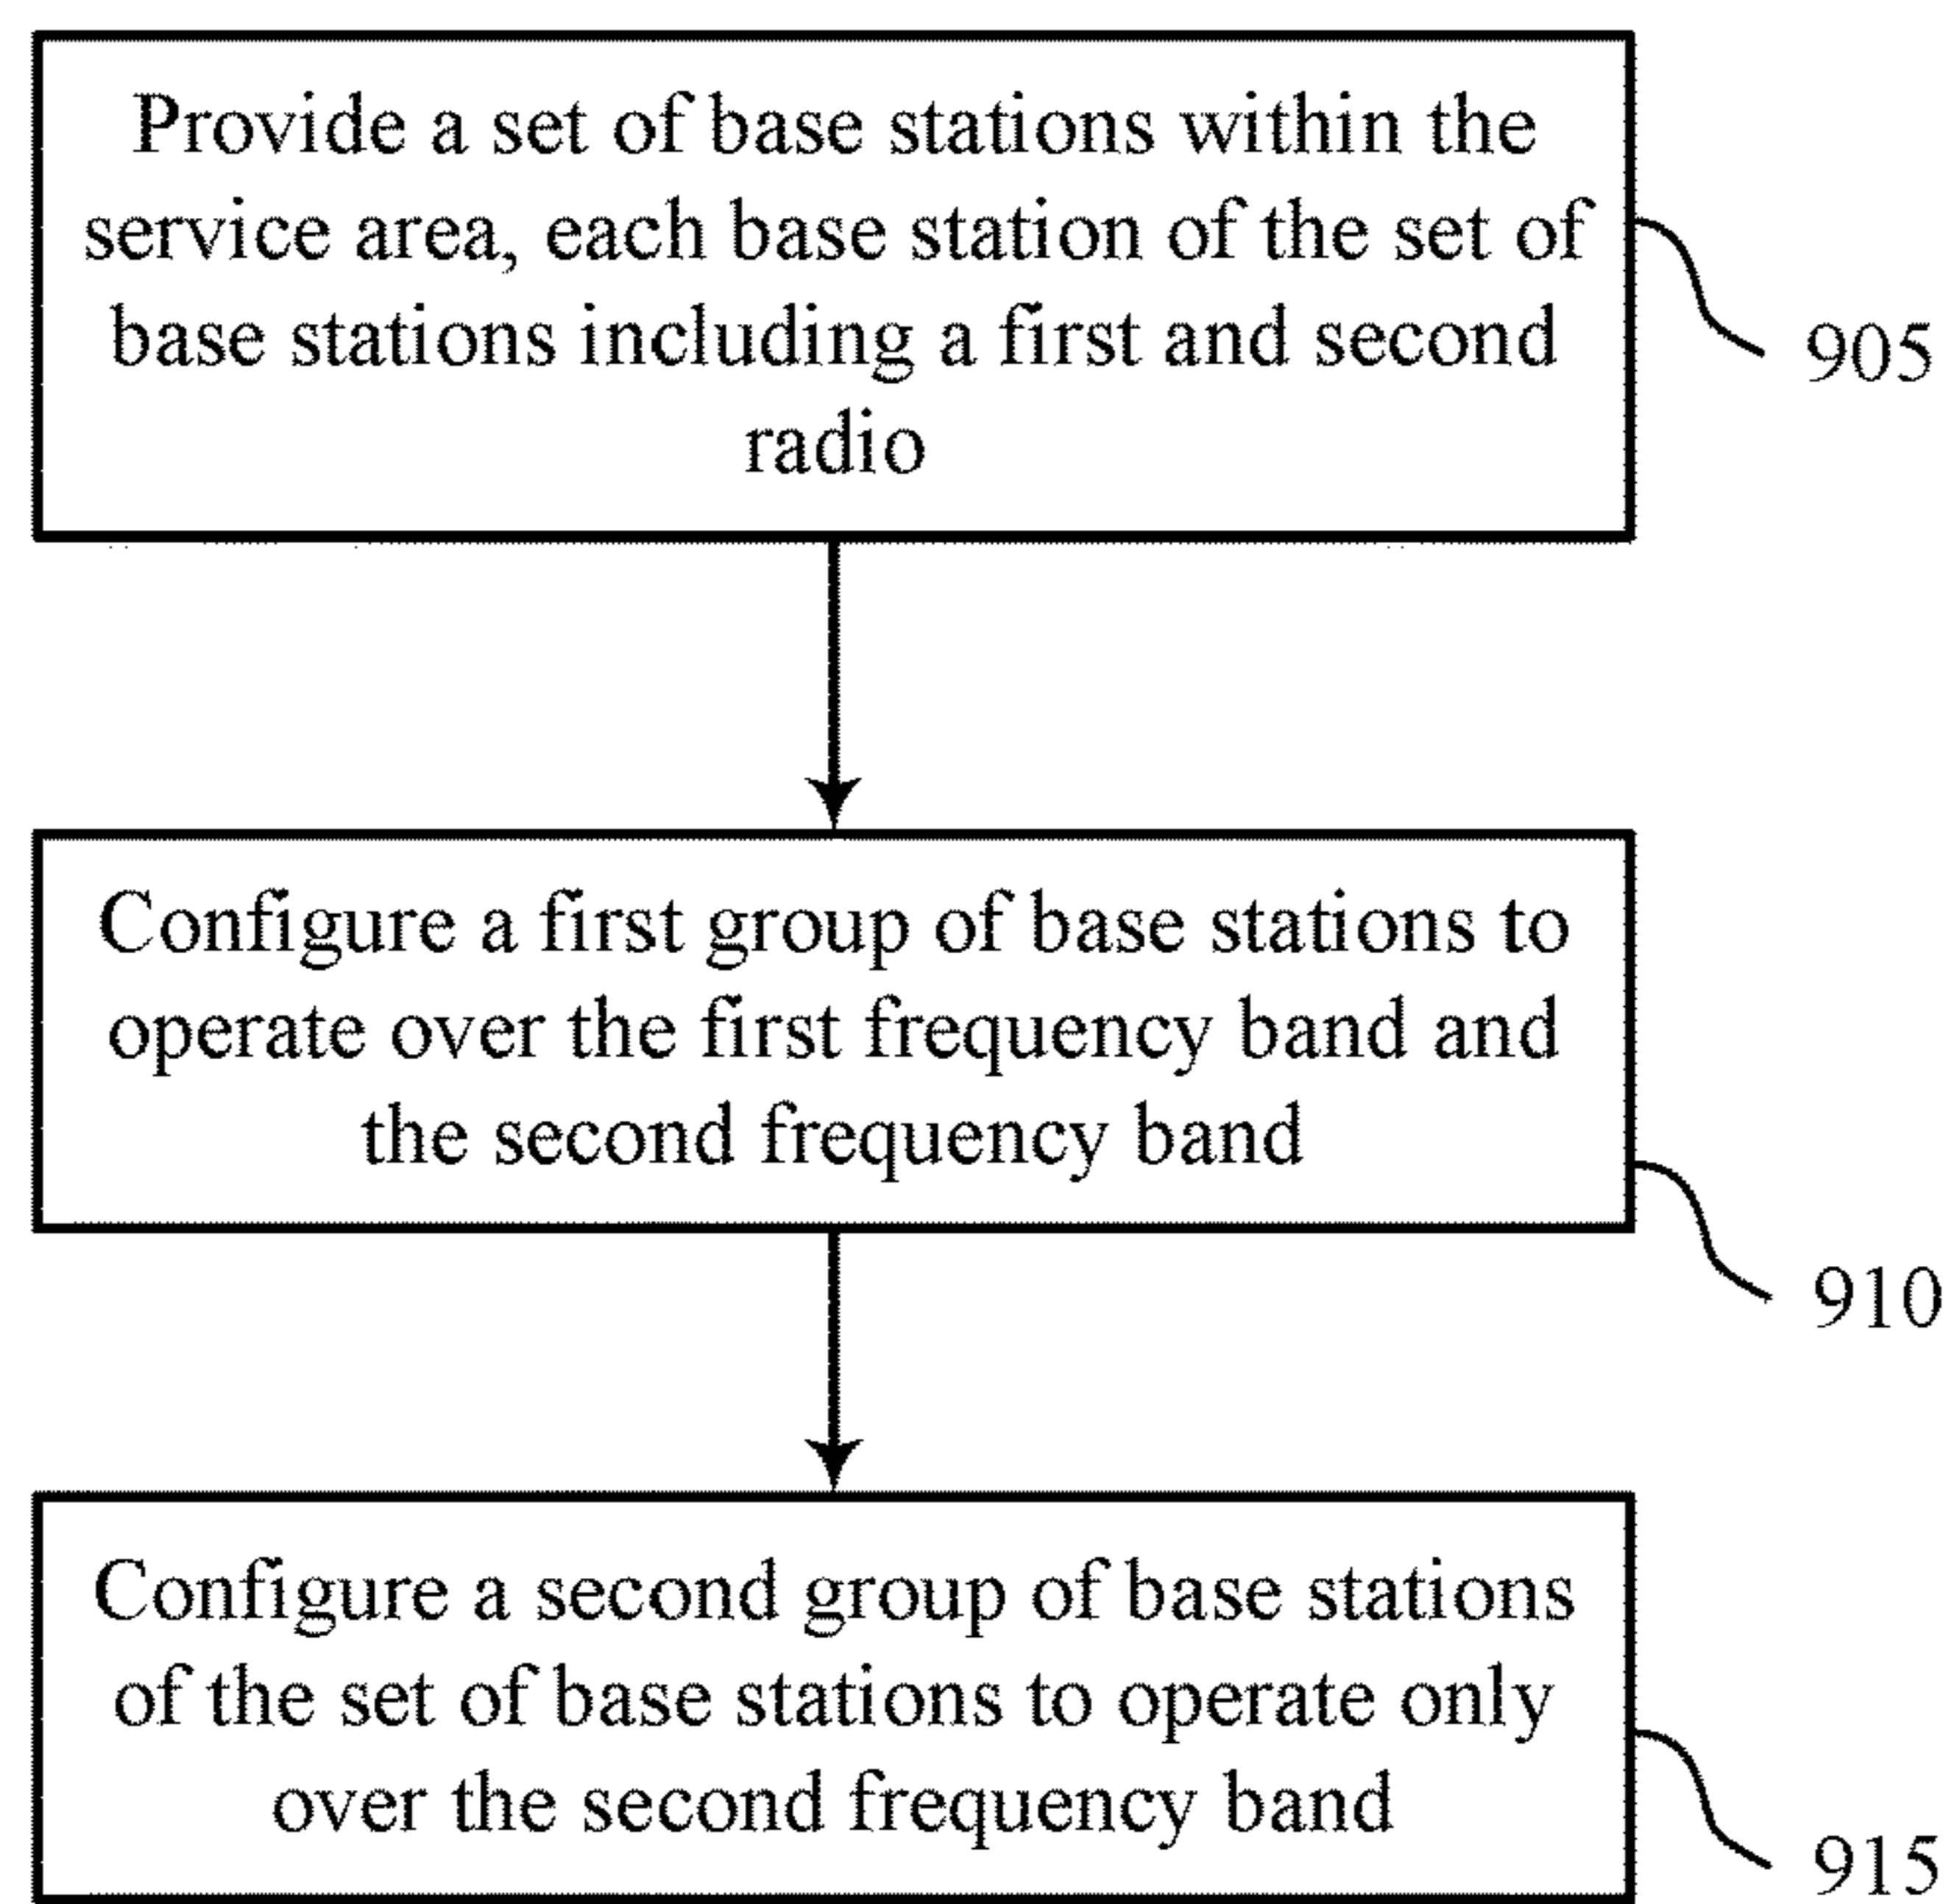 Provide a set of base stations within the
service area, each base station of the set of
base stations including a first and second
radio
905
Configure a first group of base stations to
operate over the first frequency band and
the second frequency band
910
Configure a second group of base stations
of the set of base stations to operate only
over the second frequency band
915